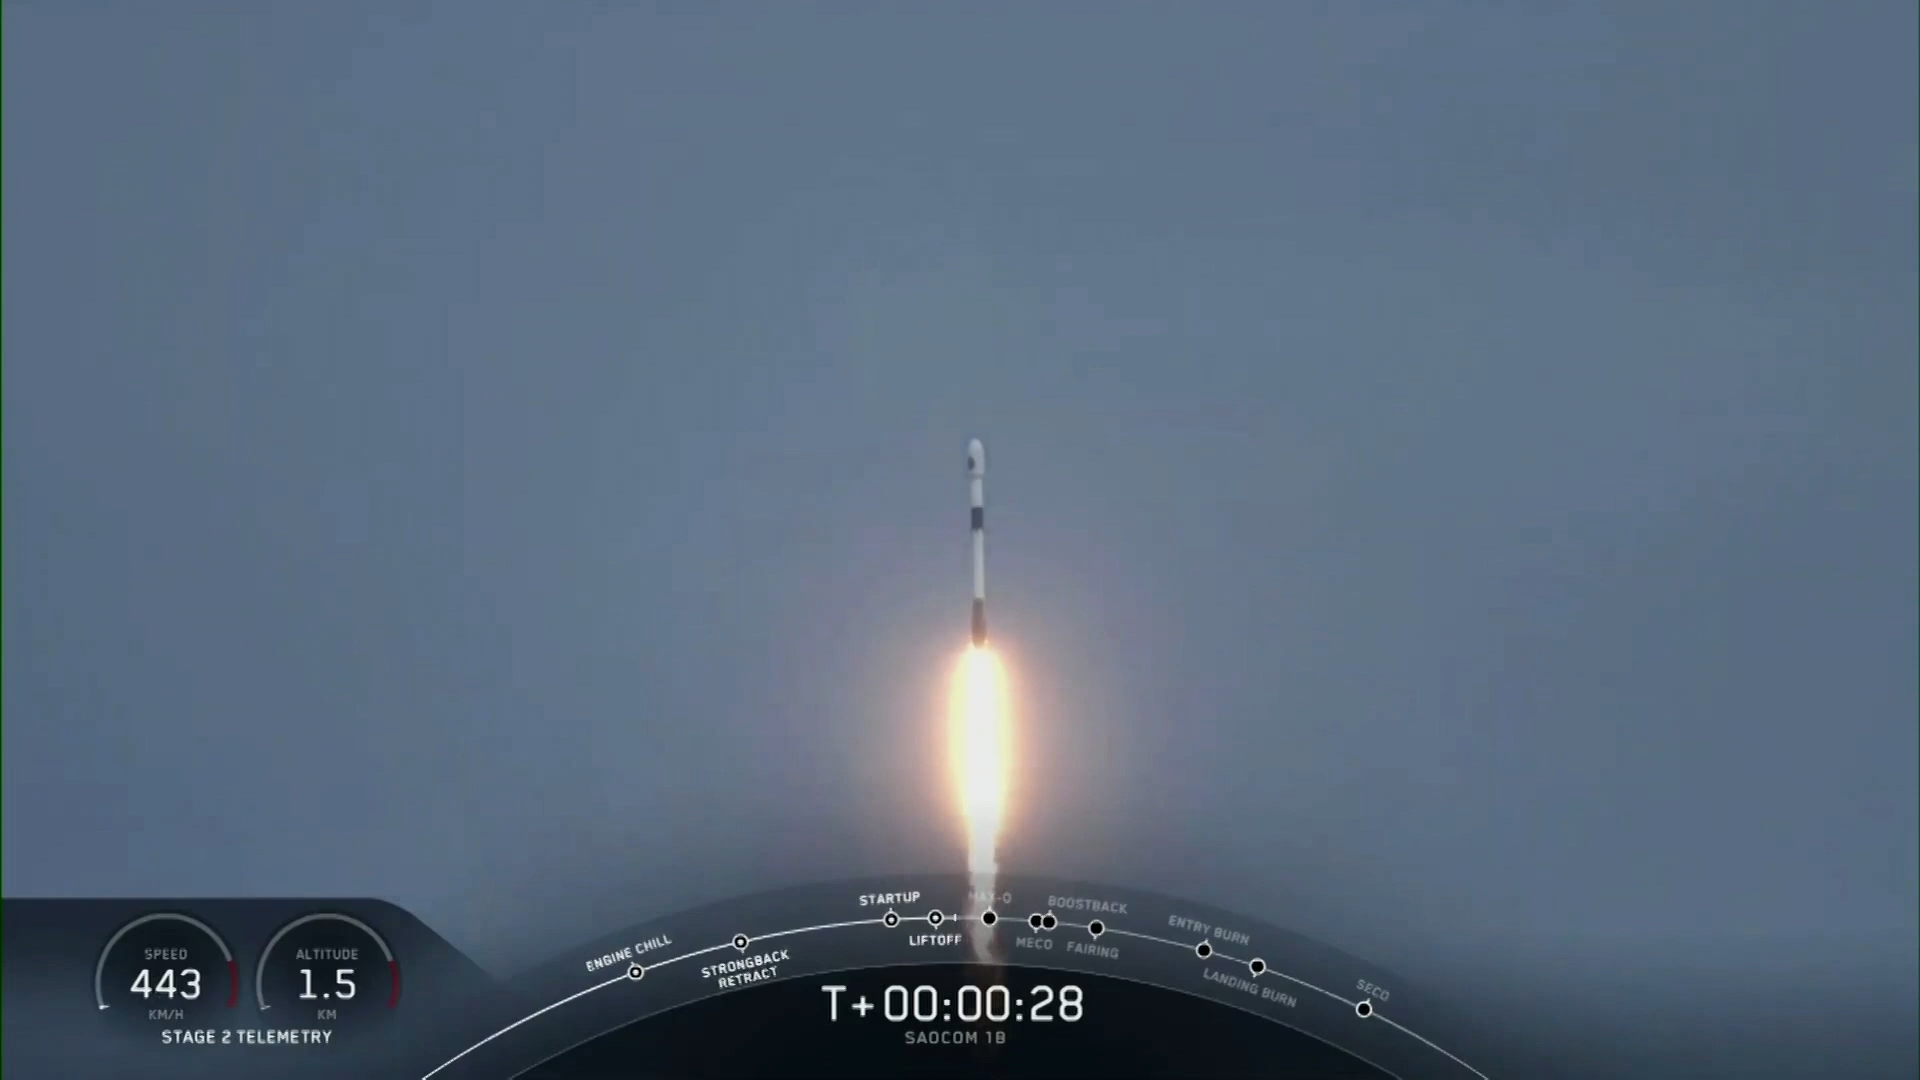 STARTUP
MAX-Q
BOOSTBACK
ENTRY BURN
ENGINE CHILL
LIFTOFF
MECO
FAIRING
STRONGBACK
RETRACT
LANDING BURN
SECO
SPEED
443
KM/H
ALTITUDE
1.5
KM
STAGE 2 TELEMETRY
T+00:00:28
SAOCOM 1B